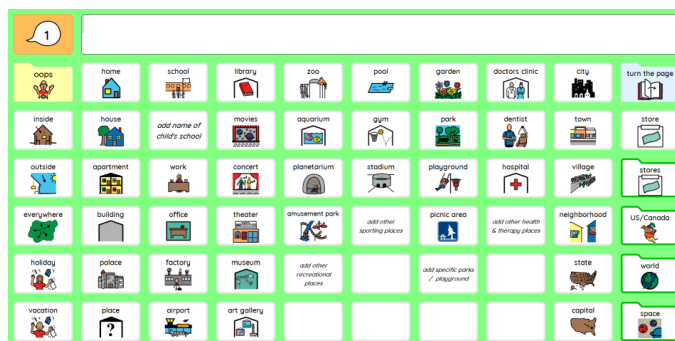 1
oops
home
school
library
zoo
pool
garden
doctors clinic
city
turn the page
inside
house
add name of
child's school
movies
aquarium
gym
park
dentist
town
store
outside
apartment
work
concert
planetarium
stadium
playground
hospital
village
stores
everywhere
building
office
theater
amusement park
add other
sporting places
picnic area
add other health
& therapy places
neighborhood
US/Canada
holiday
palace
factory
museum
add other
recreational
places
add specific parks
/ playground
state
world
vacation
place
?
airport
art gallery
capital
space